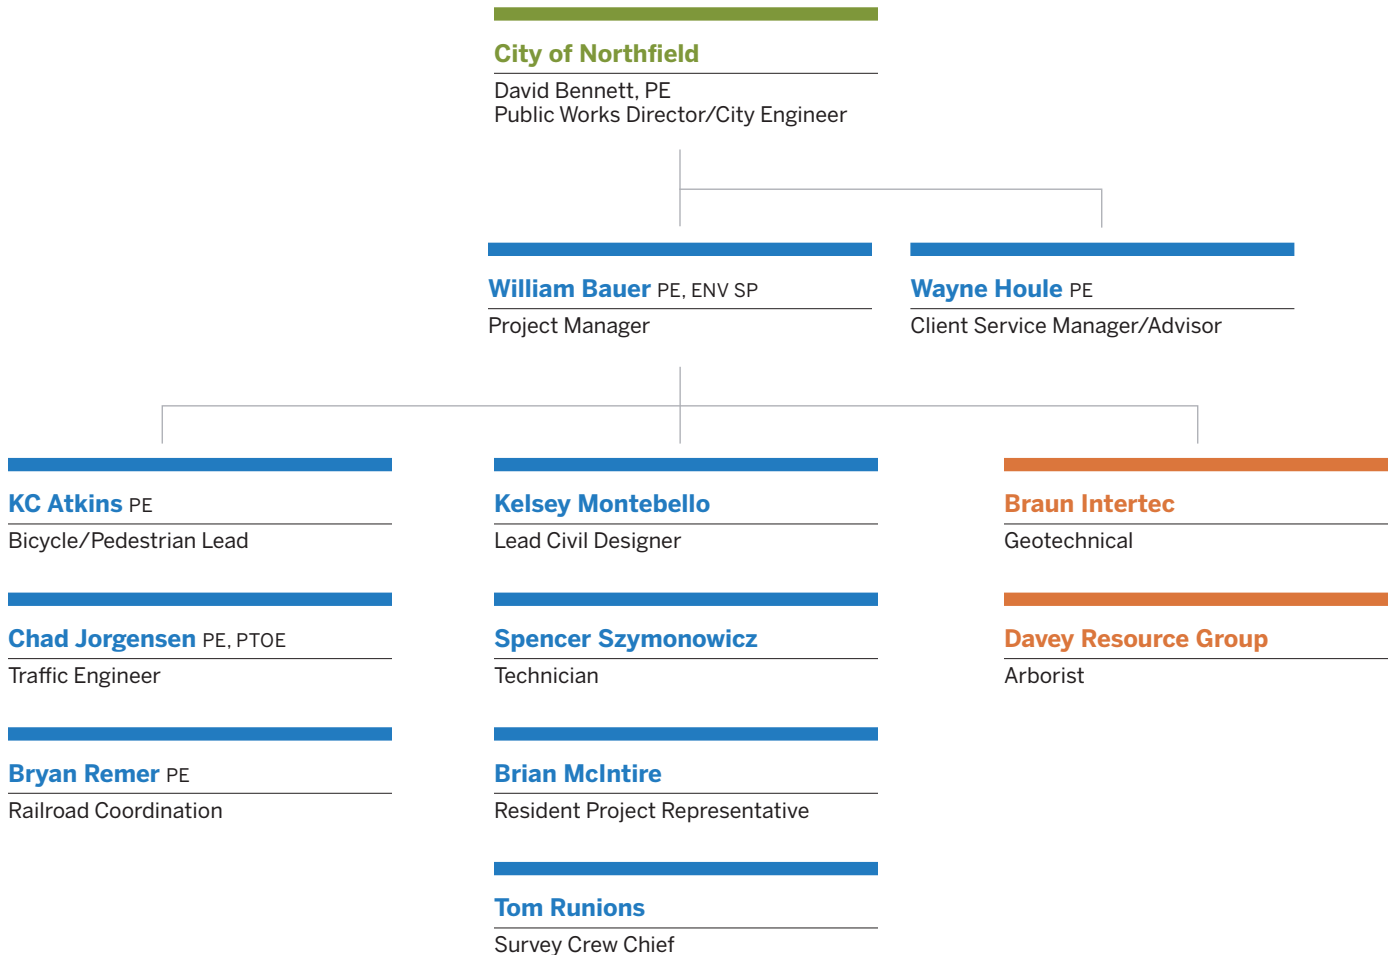 City of Northfield
David Bennett, PE
Public Works Director/City Engineer
William Bauer PE, ENV SP
Project Manager
Wayne Houle PE
Client Service Manager/Advisor
KC Atkins PE
Bicycle/Pedestrian Lead
Chad Jorgensen PE, PTOE
Traffic Engineer
Bryan Remer PE
Railroad Coordination
Kelsey Montebello
Lead Civil Designer
Spencer Szymonowicz
Technician
Brian McIntire
Resident Project Representative
Tom Runions
Survey Crew Chief
Braun Intertec
Geotechnical
Davey Resource Group
Arborist